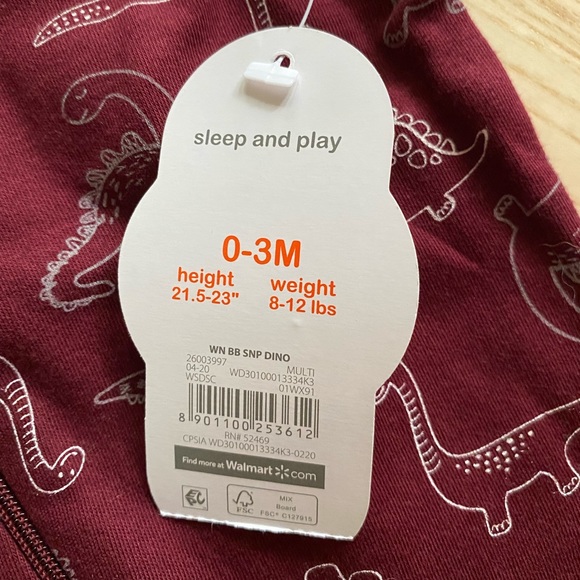 sleep and play
0-3M
height weight
21.5-23" 8-12 lbs
WN BB SNP DINO
26003997 MULTI
04-20 WD30100013334K3
WSDSC 01WX91
8 901100 253612
RN# 52469
CPSIA WD30100013334K3-0220
Find more at Walmart.com
FSC MIX
Board
FSC® C127915